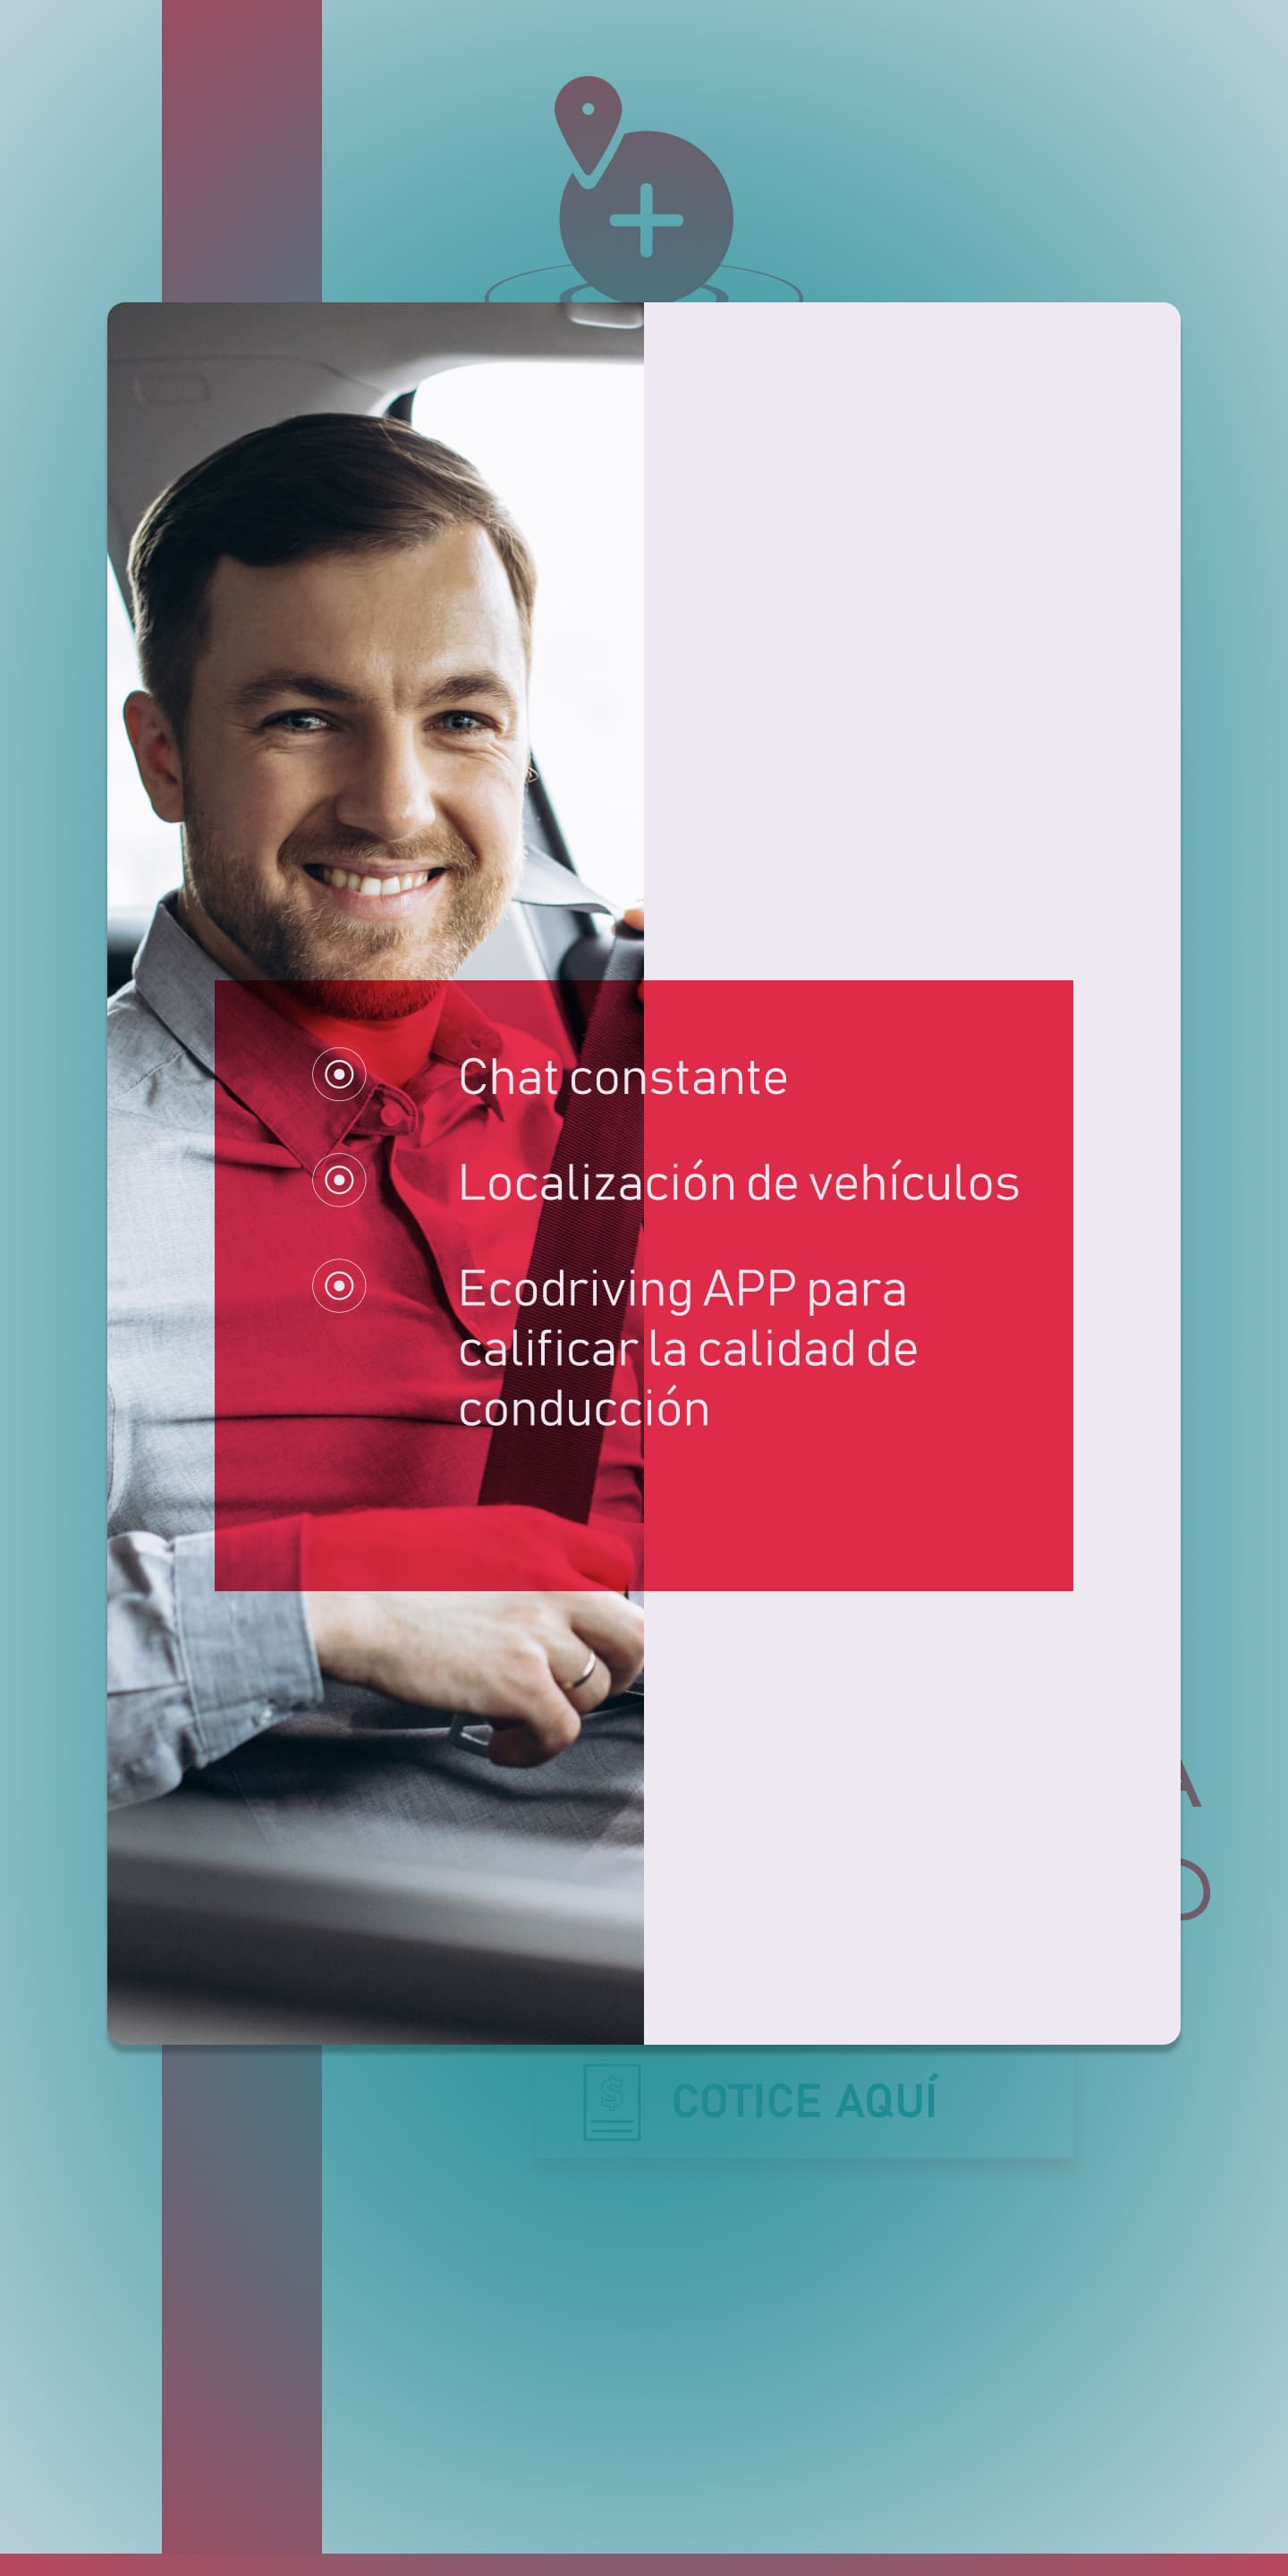 Chat constante
Localización de vehículos
Ecodriving APP para
calificar la calidad de
conducción
A
O
COTICE AQUÍ